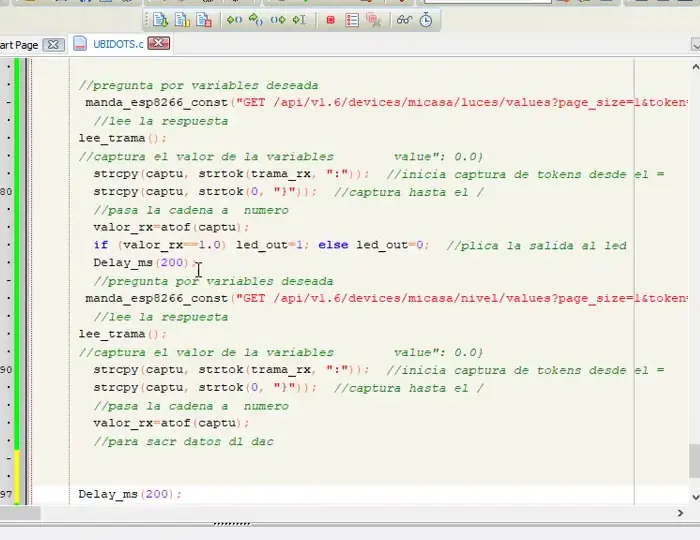 art Page
UBIDOTS.c
//pregunta por variables deseada
manda_esp8266_const("GET /api/v1.6/devices/micasa/luces/values?page_size=1&token
//lee la respuesta
lee_trama();
//captura el valor de la variables        value": 0.0}
strcpy(captu, strtok(trama_rx, ":"));  //inicia captura de tokens desde el =
80
strcpy(captu, strtok(0, "}"));  //captura hasta el /
//pasa la cadena a  numero
valor_rx=atof(captu);
if (valor_rx==1.0) led_out=1; else led_out=0;  //plica la salida al led
Delay_ms(200);
//pregunta por variables deseada
manda_esp8266_const("GET /api/v1.6/devices/micasa/nivel/values?page_size=1&token
//lee la respuesta
lee_trama();
//captura el valor de la variables        value": 0.0}
90
strcpy(captu, strtok(trama_rx, ":"));  //inicia captura de tokens desde el =
strcpy(captu, strtok(0, "}"));  //captura hasta el /
//pasa la cadena a  numero
valor_rx=atof(captu);
//para sacr datos dl dac
97
Delay_ms(200);